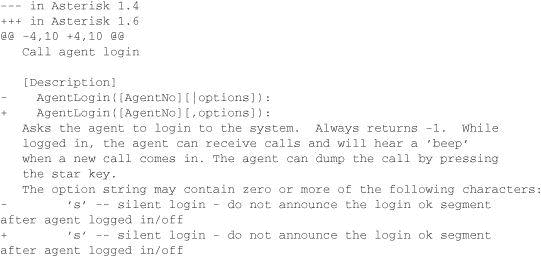 --- in Asterisk 1.4
+++ in Asterisk 1.6
@@ -4,10 +4,10 @@
   Call agent login

   [Description]
-    AgentLogin([AgentNo][|options]):
+    AgentLogin([AgentNo][,options]):
   Asks the agent to login to the system.  Always returns -1.  While
   logged in, the agent can receive calls and will hear a ’beep’
   when a new call comes in. The agent can dump the call by pressing
   the star key.
   The option string may contain zero or more of the following characters:
-        ’s’ -- silent login - do not announce the login ok segment
after agent logged in/off
+        ’s’ -- silent login - do not announce the login ok segment
after agent logged in/off